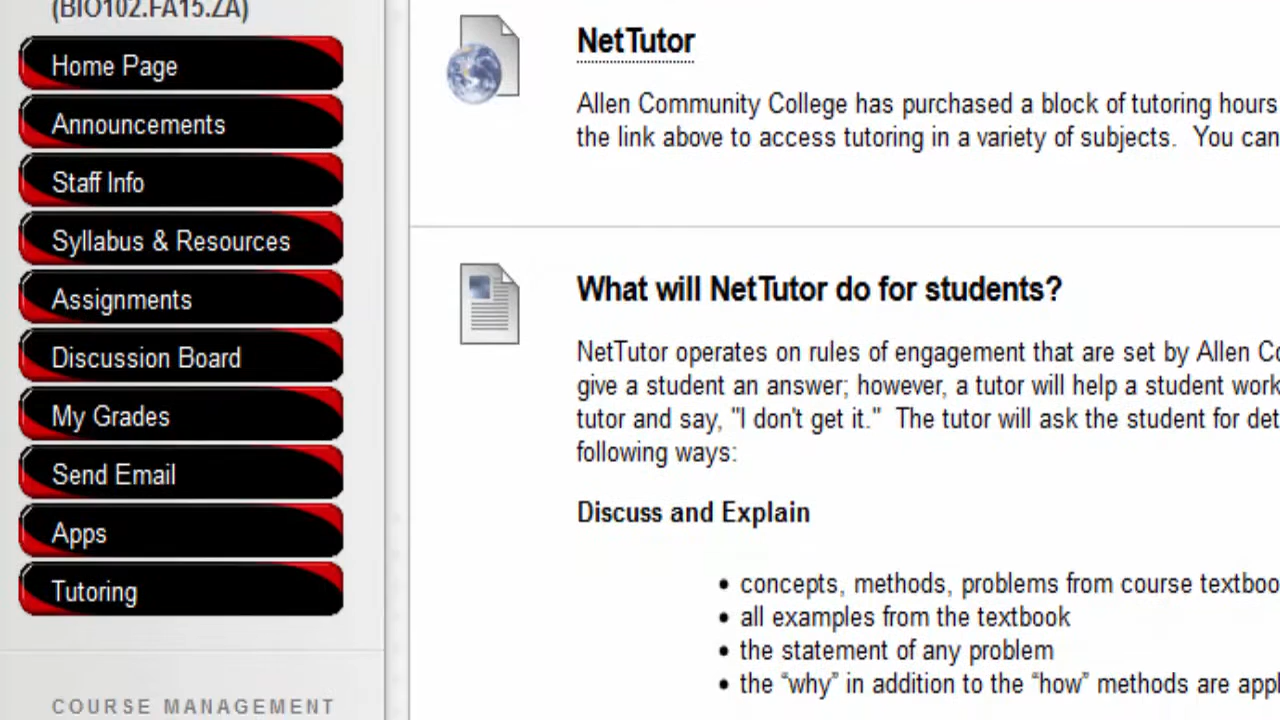 (BIO102.FA15.ZA)
Home Page
Announcements
Staff Info
Syllabus & Resources
Assignments
Discussion Board
My Grades
Send Email
Apps
Tutoring
COURSE MANAGEMENT
NetTutor
Allen Community College has purchased a block of tutoring hours
the link above to access tutoring in a variety of subjects. You can
What will NetTutor do for students?
NetTutor operates on rules of engagement that are set by Allen
give a student an answer; however, a tutor will help a student work
tutor and say, "I don't get it." The tutor will ask the student for
following ways:
Discuss and Explain
• concepts, methods, problems from course
• all examples from the textbook
• the statement of any problem
• the “why” in addition to the “how” methods are